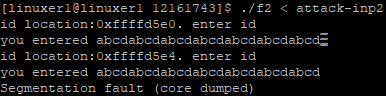 [linuxer1@linuxer1 12161743]$ ./f2 < attack-inp2
id location:0xffffd5e0. enter id
you entered abcdabcdabcdabcdabcdabcdabcd=
id location:0xffffd5e4. enter id
you entered abcdabcdabcdabcdabcdabcdabcd
Segmentation fault (core dumped)